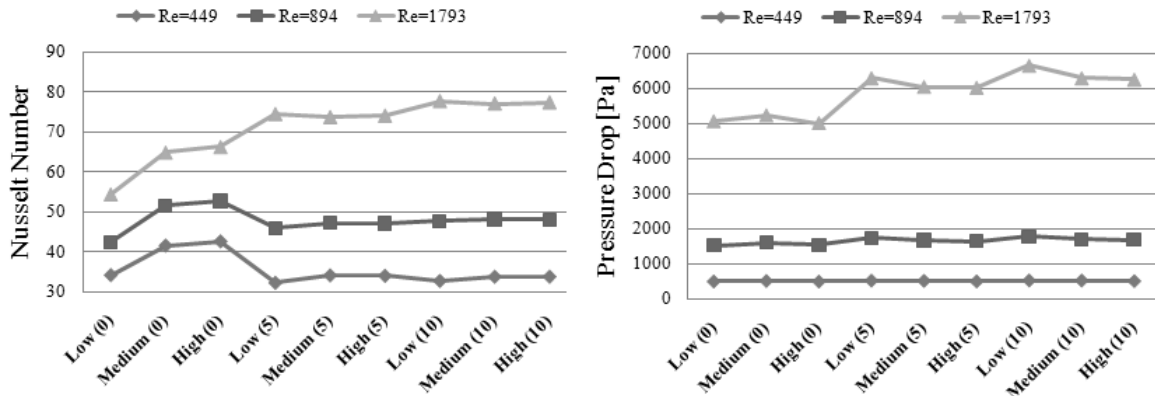 Re=449 Re=894 Re=1793
90
80
70
60
50
40
30
Nusselt Number
Low (0) Medium (0) High (0) Low (5) Medium (5) High (5) Low (10) Medium (10) High (10)
Re=449 Re=894 Re=1793
7000
6000
5000
4000
3000
2000
1000
0
Pressure Drop [Pa]
Low (0) Medium (0) High (0) Low (5) Medium (5) High (5) Low (10) Medium (10) High (10)